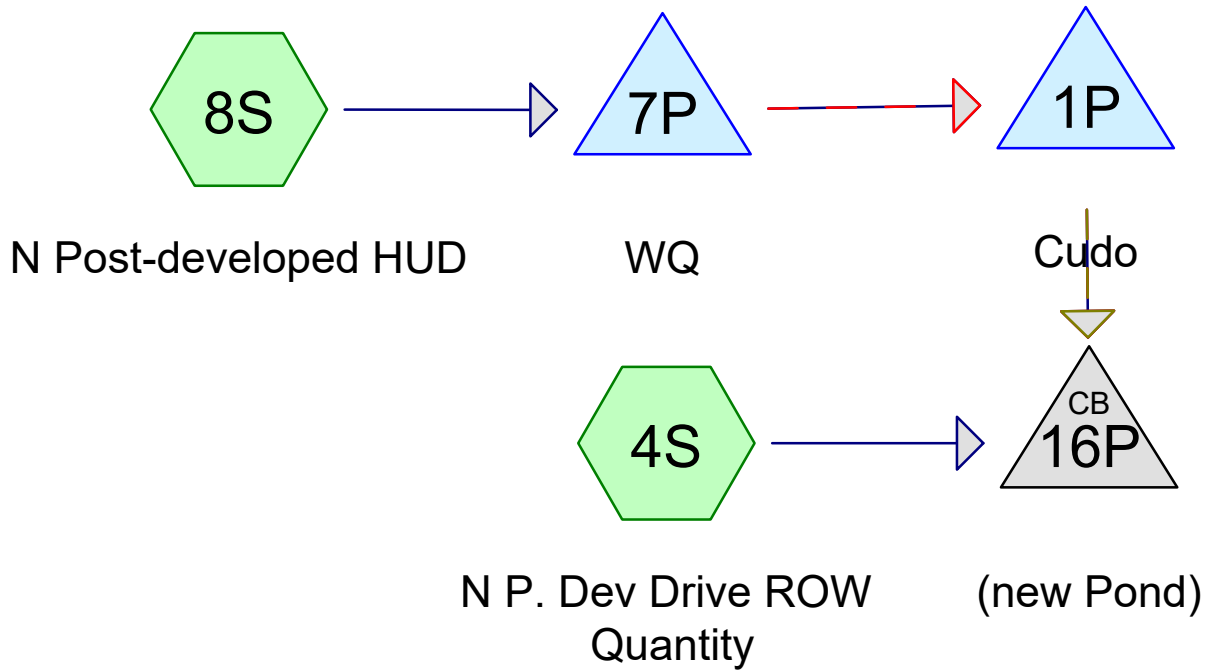 8S
7P
1P
N Post-developed HUD
WQ
Cudo
4S
CB
16P
N P. Dev Drive ROW
Quantity
(new Pond)